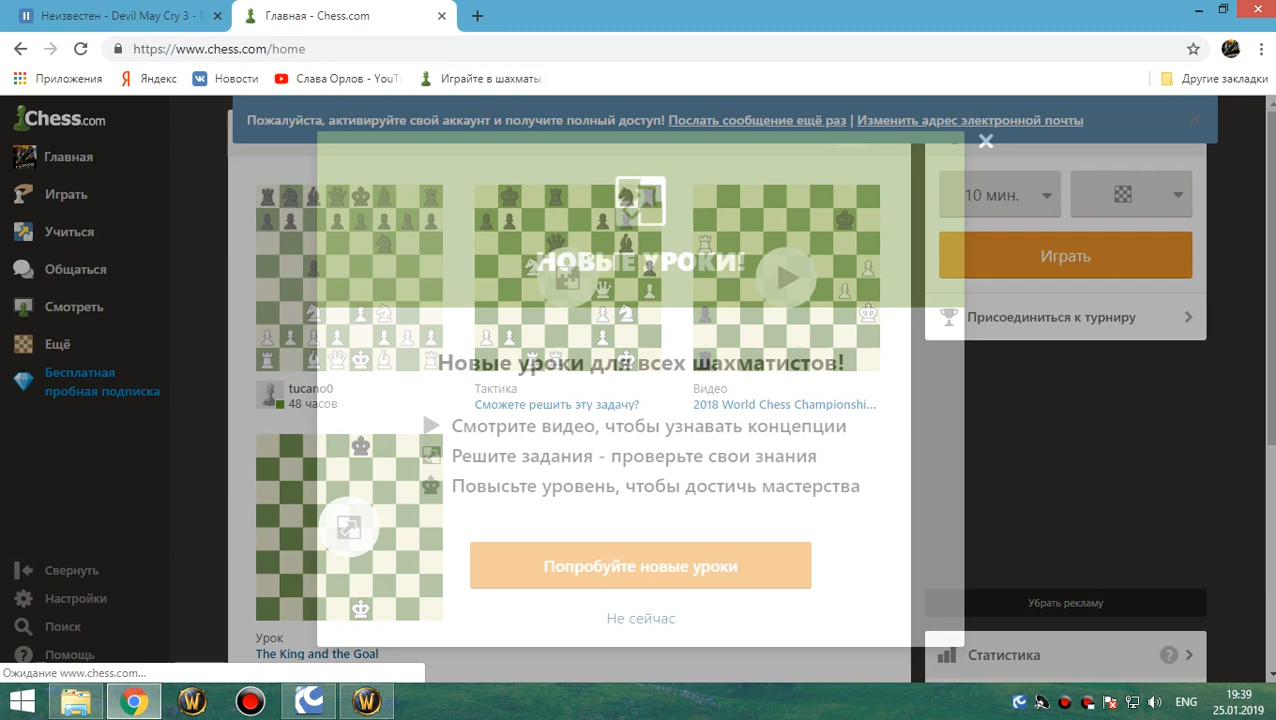 Неизвестен - Devil May Cry 3 -
Главная - Chess.com
https://www.chess.com/home
Приложения
Яндекс
Новости
Слава Орлов - YouT
Играйте в шахматы
Другие закладки
Chess.com
Главная
Играть
Учиться
Общаться
Смотреть
Ещё
Бесплатная
пробная подписка
Свернуть
Настройки
Поиск
Помощь
Пожалуйста, активируйте свой аккаунт и получите полный доступ! Послать сообщение ещё раз | Изменить адрес электронной почты
НОВЫЕ УРОКИ!
Новые уроки для всех шахматистов!
tucano0
48 часов
Тактика
Сможете решить эту задачу?
Видео
2018 World Chess Championshi...
Смотрите видео, чтобы узнавать концепции
Решите задания - проверьте свои знания
Повысьте уровень, чтобы достичь мастерства
Попробуйте новые уроки
Не сейчас
Урок
The King and the Goal
10 мин.
Играть
Присоединиться к турниру
Убрать рекламу
Статистика
Ожидание www.chess.com...
ENG
19:39
25.01.2019